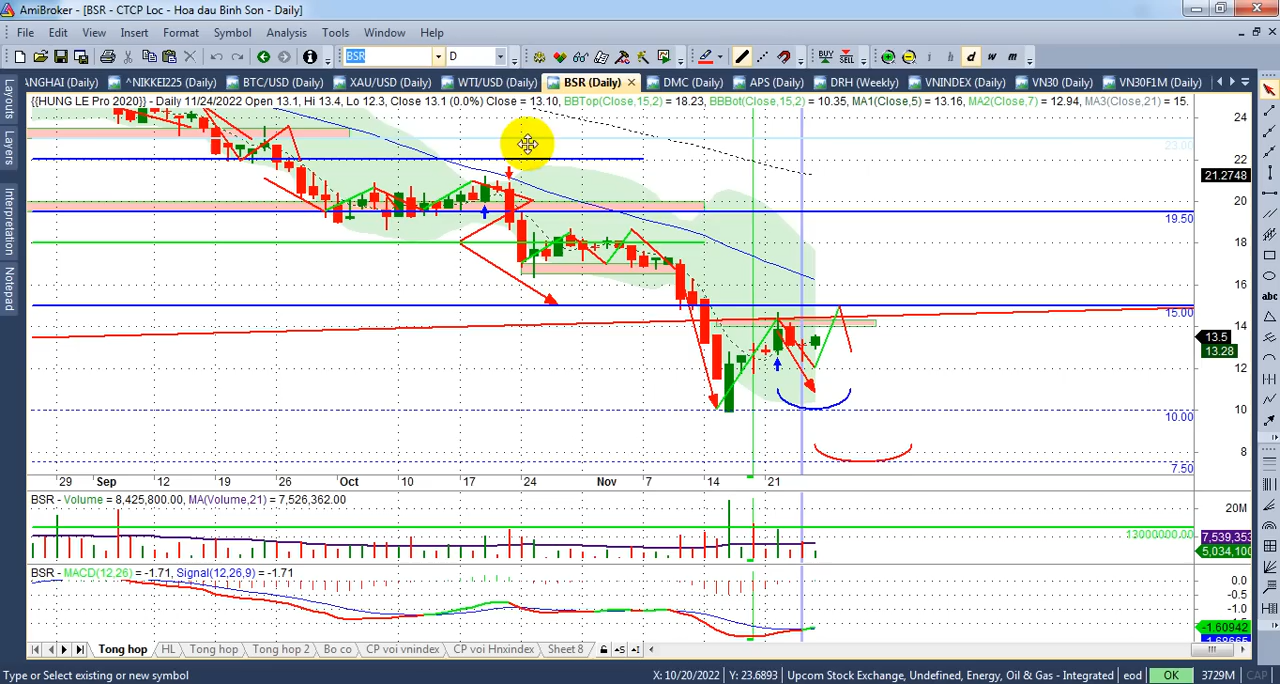 AmiBroker - [BSR - CTCP Loc - Hoa dau Binh Son - Daily]
File Edit View Insert Format Symbol Analysis Tools Window Help
BSR D BUY SELL i h d w m
ANGHAI (Daily) ^NIKKEI225 (Daily) BTC/USD (Daily) XAU/USD (Daily) WTI/USD (Daily) BSR (Daily) DMC (Daily) APS (Daily) DRH (Weekly) VNINDEX (Daily) VN30 (Daily) VN30F1M (Daily)
Layouts
Layers
Interpretation
Notepad
{{HUNG LE Pro 2020}} - Daily 11/24/2022 Open 13.1, Hi 13.4, Lo 12.3, Close 13.1 (0.0%) Close = 13.10, BBTop(Close,15,2) = 18.23, BBBot(Close,15,2) = 10.35, MA1(Close,5) = 13.16, MA2(Close,7) = 12.94, MA3(Close,21) = 15.
24
23.00
22
21.2748
20
19.50
18
16
15.00
14
13.5
13.28
12
10
10.00
8
7.50
29 Sep 12 19 26 Oct 10 17 24 Nov 7 14 21
BSR - Volume = 8,425,800.00, MA(Volume,21) = 7,526,362.00
20M
13000000.00
7,539,353
5,034,100
BSR - MACD(12,26) = -1.71, Signal(12,26,9) = -1.71
0.0
-0.5
-1.0
-1.60942
Tong hop HL Tong hop Tong hop 2 Bo co CP voi vnindex CP voi Hnxindex Sheet 8
Type or Select existing or new symbol X: 10/20/2022 Y: 23.6893 Upcom Stock Exchange, Undefined, Energy, Oil & Gas - Integrated eod OK 3729M CAP
abc